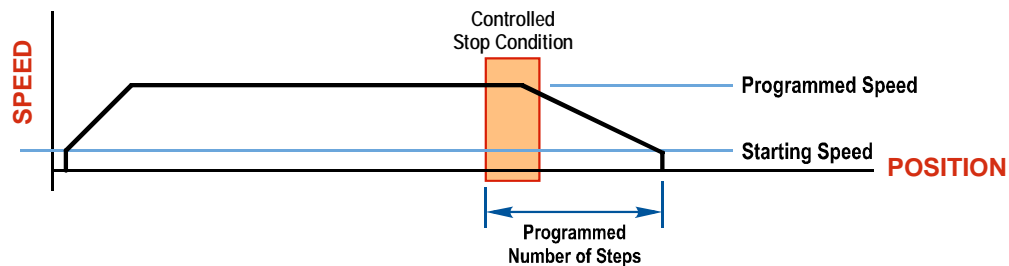 Controlled
Stop Condition
SPEED
Programmed Speed
Starting Speed
POSITION
Programmed
Number of Steps